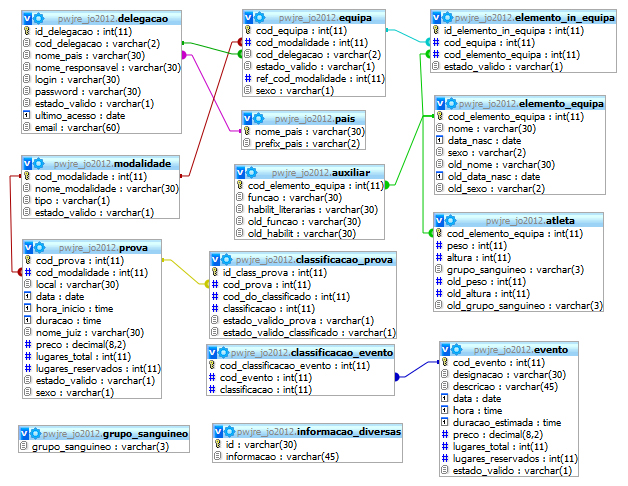 pwjre_jo2012.delegacao
id_delegacao : int(11)
cod_delegacao : varchar(2)
nome_pais : varchar(30)
nome_responsavel : varchar(30)
login : varchar(30)
password : varchar(30)
estado_valido : varchar(1)
ultimo_acesso : date
email : varchar(60)
pwjre_jo2012.equipa
cod_equipa : int(11)
cod_modalidade : int(11)
cod_delegacao : varchar(2)
estado_valido : varchar(1)
ref_cod_modalidade : int(11)
sexo : varchar(1)
pwjre_jo2012.elemento_in_equipa
id_elemento_in_equipa : int(11)
cod_equipa : int(11)
cod_elemento_equipa : int(11)
estado_valido : varchar(1)
pwjre_jo2012.pais
nome_pais : varchar(30)
prefix_pais : varchar(2)
pwjre_jo2012.elemento_equipa
cod_elemento_equipa : int(11)
nome : varchar(30)
data_nasc : date
sexo : varchar(2)
old_nome : varchar(30)
old_data_nasc : date
old_sexo : varchar(2)
pwjre_jo2012.modalidade
cod_modalidade : int(11)
nome_modalidade : varchar(30)
tipo : varchar(1)
estado_valido : varchar(1)
pwjre_jo2012.auxiliar
cod_elemento_equipa : int(11)
funcao : varchar(30)
habilit_literarias : varchar(30)
old_funcao : varchar(30)
old_habilit : varchar(30)
pwjre_jo2012.atleta
cod_elemento_equipa : int(11)
peso : int(11)
altura : int(11)
grupo_sanguineo : varchar(3)
old_peso : int(11)
old_altura : int(11)
old_grupo_sanguineo : varchar(3)
pwjre_jo2012.prova
cod_prova : int(11)
cod_modalidade : int(11)
local : varchar(30)
data : date
hora_inicio : time
duracao : time
nome_juiz : varchar(30)
preco : decimal(8,2)
lugares_total : int(11)
lugares_reservados : int(11)
estado_valido : varchar(1)
sexo : varchar(1)
pwjre_jo2012.classificacao_prova
id_class_prova : int(11)
cod_prova : int(11)
cod_do_classificado : int(11)
classificacao : int(11)
estado_valido_prova : varchar(1)
estado_valido_classificado : varchar(1)
pwjre_jo2012.classificacao_evento
cod_classificacao_evento : int(11)
cod_evento : int(11)
classificacao : int(11)
pwjre_jo2012.evento
cod_evento : int(11)
designacao : varchar(30)
descricao : varchar(45)
data : date
hora : time
duracao_estimada : time
preco : decimal(8,2)
lugares_total : int(11)
lugares_reservados : int(11)
estado_valido : varchar(1)
pwjre_jo2012.grupo_sanguineo
grupo_sanguineo : varchar(3)
pwjre_jo2012.informacao_diversas
id : varchar(30)
informacao : varchar(45)